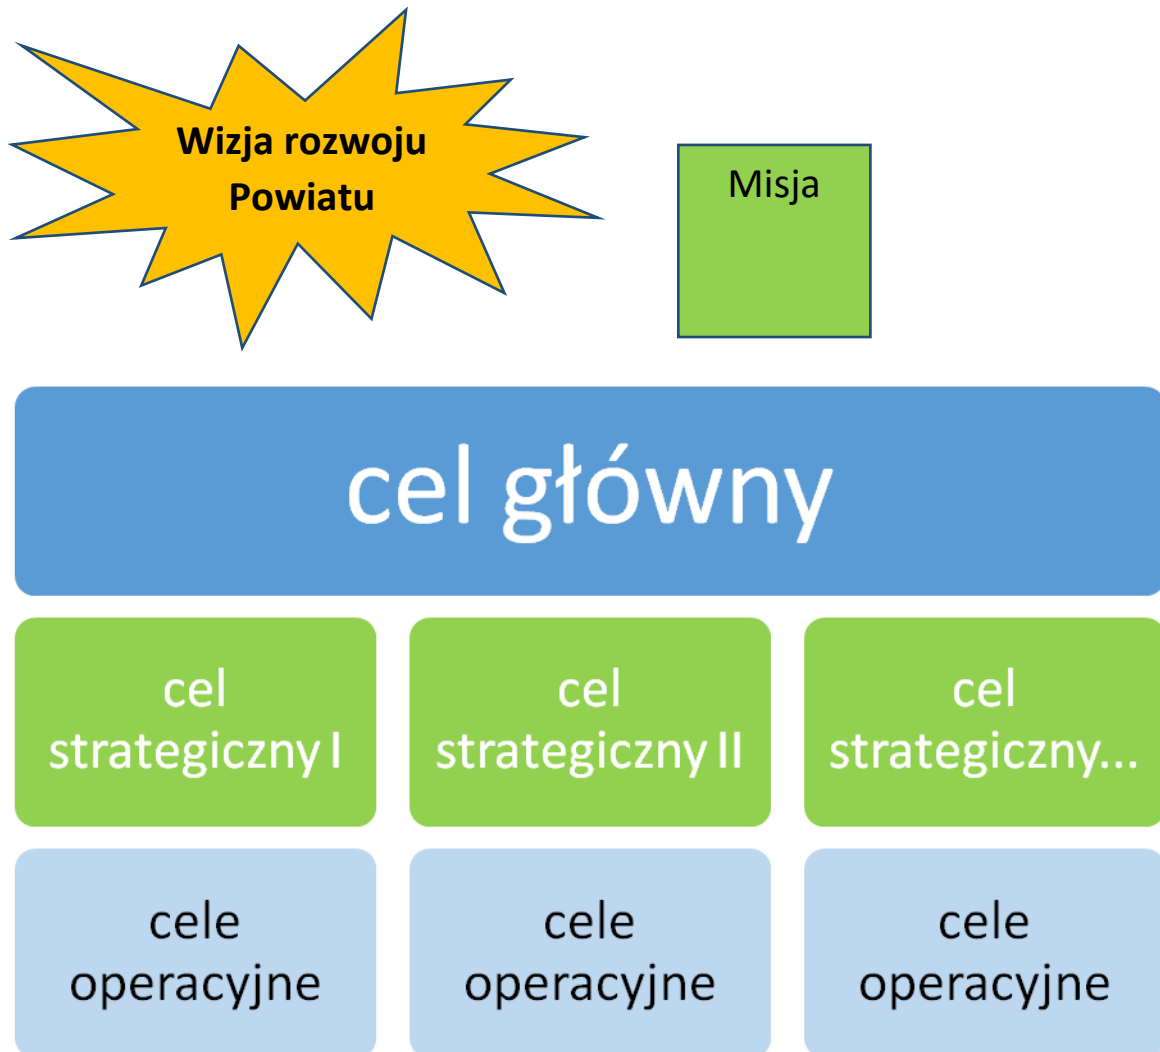 Wizja rozwoju
Powiatu
Misja
cel główny
cel
strategiczny I
cel
strategiczny II
cel
strategiczny...
cele
operacyjne
cele
operacyjne
cele
operacyjne